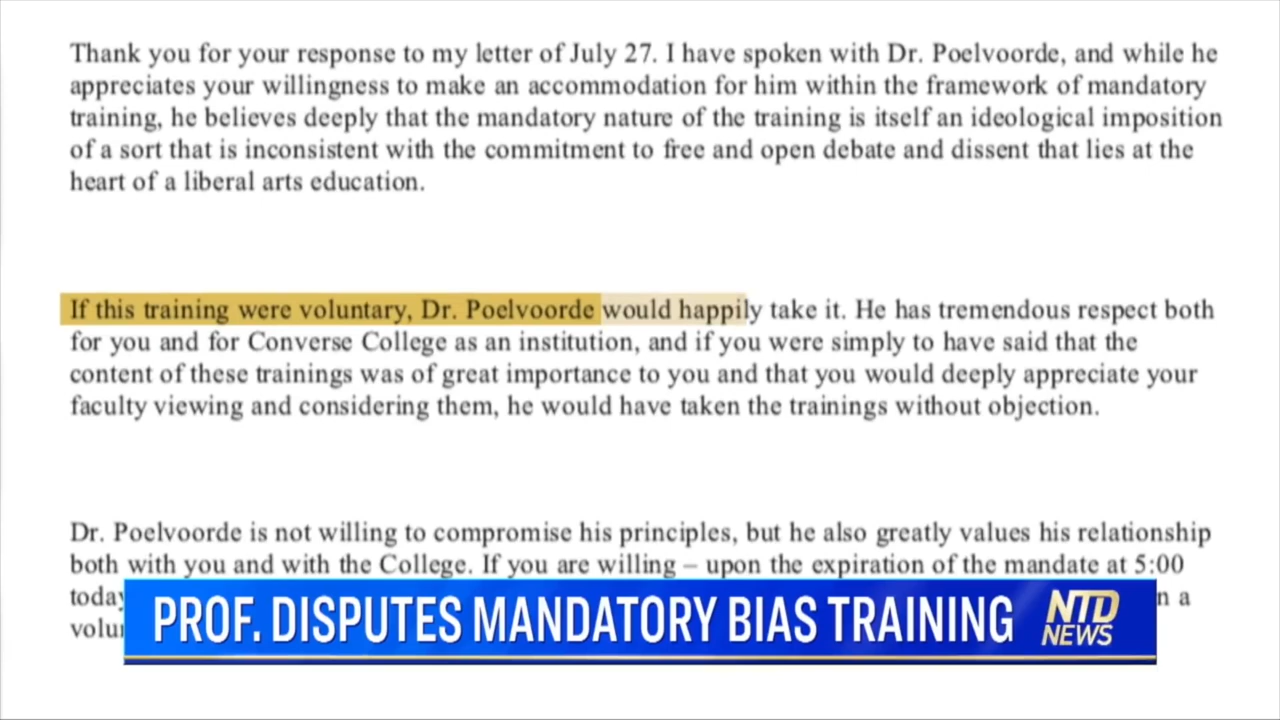 Thank you for your response to my letter of July 27. I have spoken with Dr. Poelvoorde, and while he
appreciates your willingness to make an accommodation for him within the framework of mandatory
training, he believes deeply that the mandatory nature of the training is itself an ideological imposition
of a sort that is inconsistent with the commitment to free and open debate and dissent that lies at the
heart of a liberal arts education.
If this training were voluntary, Dr. Poelvoorde would happily take it. He has tremendous respect both
for you and for Converse College as an institution, and if you were simply to have said that the
content of these trainings was of great importance to you and that you would deeply appreciate your
faculty viewing and considering them, he would have taken the trainings without objection.
Dr. Poelvoorde is not willing to compromise his principles, but he also greatly values his relationship
both with you and with the College. If you are willing – upon the expiration of the mandate at 5:00
a
PROF. DISPUTES MANDATORY BIAS TRAINING
NTD
NEWS